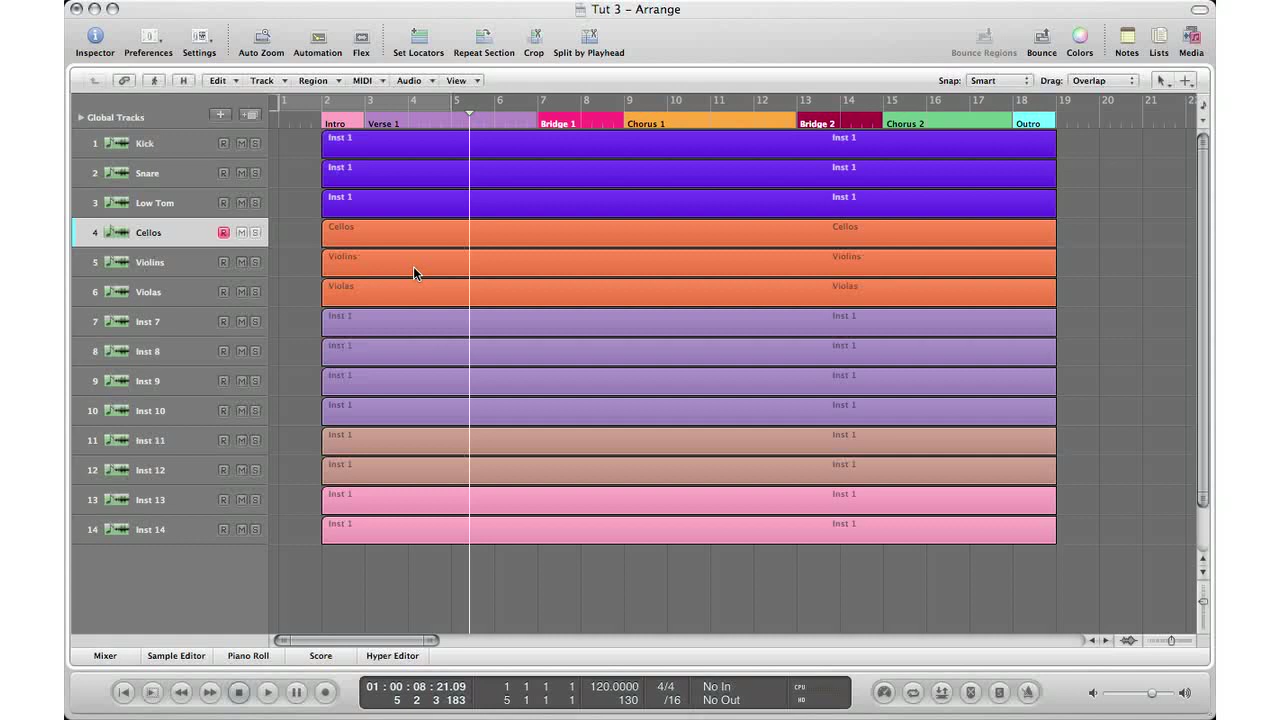 Tut 3 – Arrange
Inspector Preferences Settings Auto Zoom Automation Flex Set Locators Repeat Section Crop Split by Playhead Bounce Regions Bounce Colors Notes Lists Media
H Edit Track Region MIDI Audio View Snap: Smart Drag: Overlap
1 2 3 4 5 6 7 8 9 10 11 12 13 14 15 16 17 18 19 20 21
Global Tracks
Intro Verse 1 Bridge 1 Chorus 1 Bridge 2 Chorus 2 Outro
1 Kick R M S Inst 1 Inst 1
2 Snare R M S Inst 1 Inst 1
3 Low Tom R M S Inst 1 Inst 1
4 Cellos R M S Cellos Cellos
5 Violins R M S Violins Violins
6 Violas R M S Violas Violas
7 Inst 7 R M S Inst 1 Inst 1
8 Inst 8 R M S Inst 1 Inst 1
9 Inst 9 R M S Inst 1 Inst 1
10 Inst 10 R M S Inst 1 Inst 1
11 Inst 11 R M S Inst 1 Inst 1
12 Inst 12 R M S Inst 1 Inst 1
13 Inst 13 R M S Inst 1 Inst 1
14 Inst 14 R M S Inst 1 Inst 1
Mixer Sample Editor Piano Roll Score Hyper Editor
01 : 00 : 08 : 21.09 1 1 1 1 120.0000 4/4 No In CPU
5 2 3 183 5 1 1 1 130 /16 No Out HD